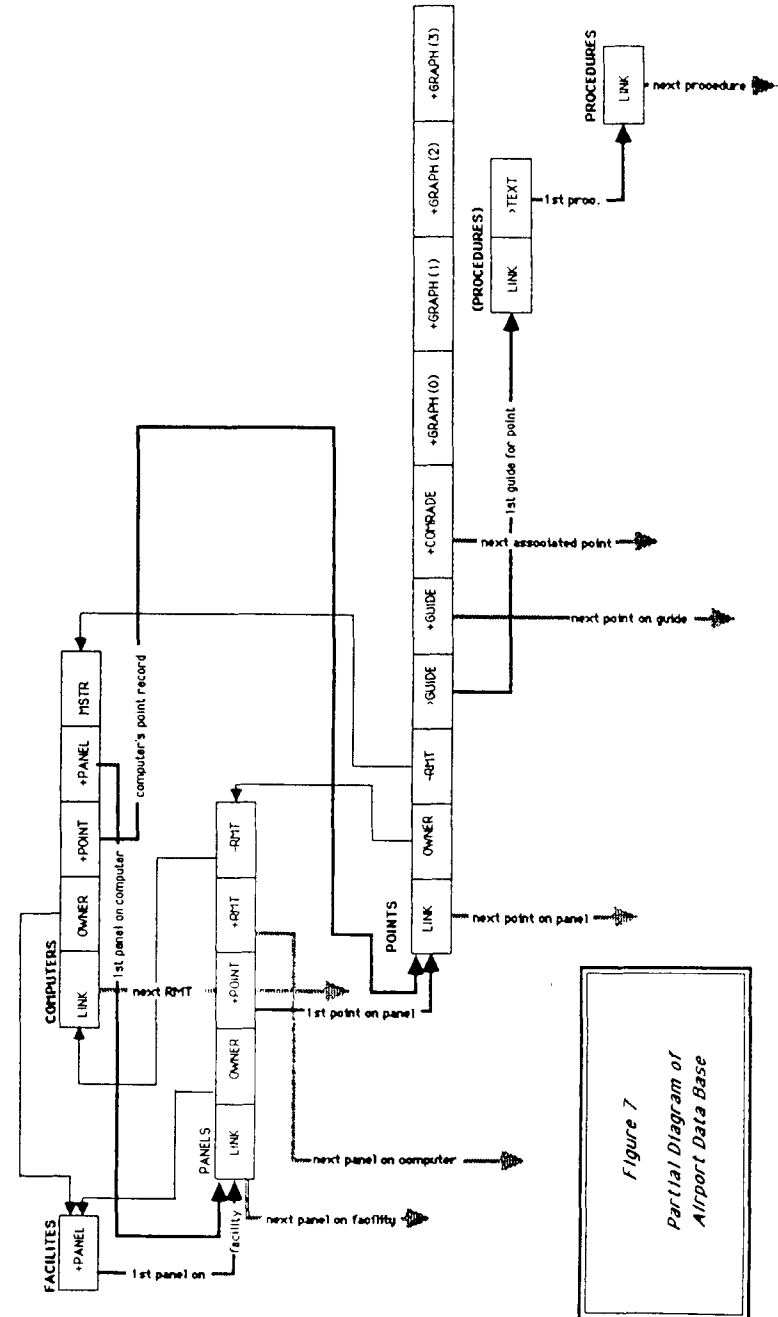 FACILITES
+PANEL
1st panel on
facility
COMPUTERS
LINK
OWNER
+POINT
+PANEL
MSTR
next RMT
1st panel on computer
computer's point record
PANELS
LINK
OWNER
+POINT
+RMT
-RMT
next panel on facility
next panel on computer
1st point on panel
POINTS
LINK
OWNER
-RMT
>GUIDE
+GUIDE
+COMRADE
+GRAPH(0)
+GRAPH(1)
+GRAPH(2)
+GRAPH(3)
next point on panel
1st guide for point
next point on guide
next associated point
(PROCEDURES)
LINK
>TEXT
1st proc.
PROCEDURES
LINK
next procedure
Figure 7
Partial Diagram of
Airport Data Base